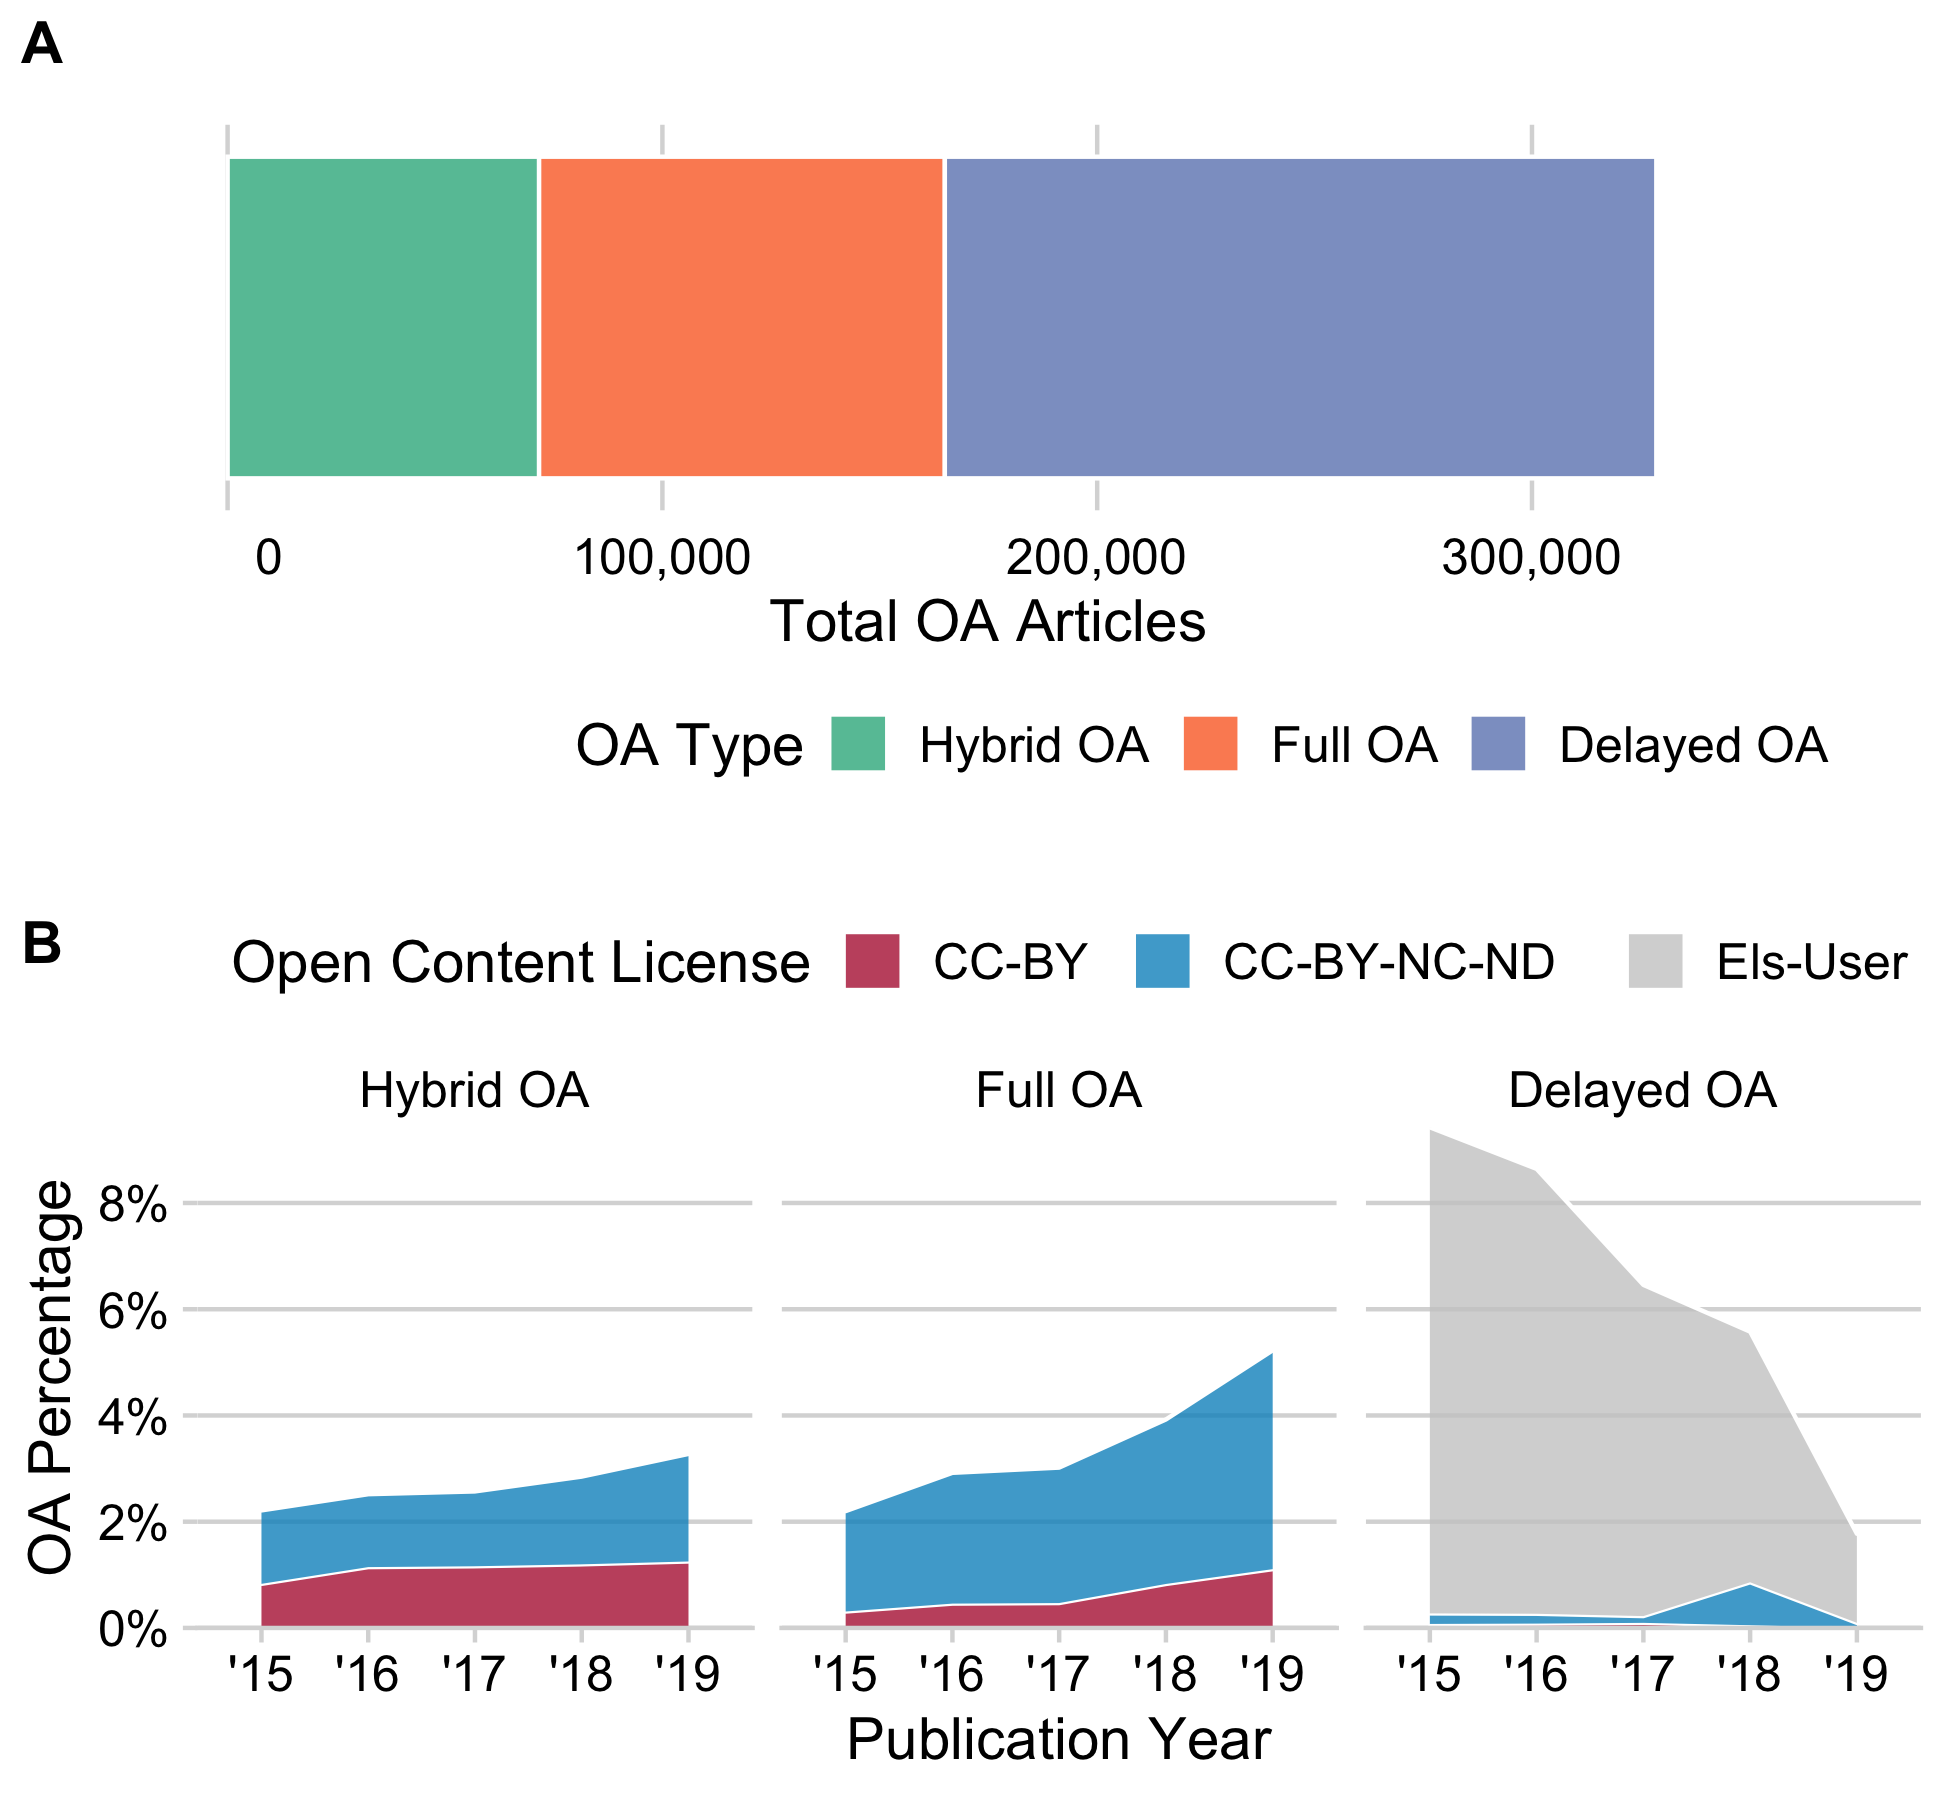 A
0 100,000 200,000 300,000
Total OA Articles
OA Type Hybrid OA Full OA Delayed OA
B
Open Content License CC-BY CC-BY-NC-ND Els-User
Hybrid OA Full OA Delayed OA
OA Percentage
8%
6%
4%
2%
0%
'15 '16 '17 '18 '19 '15 '16 '17 '18 '19 '15 '16 '17 '18 '19
Publication Year